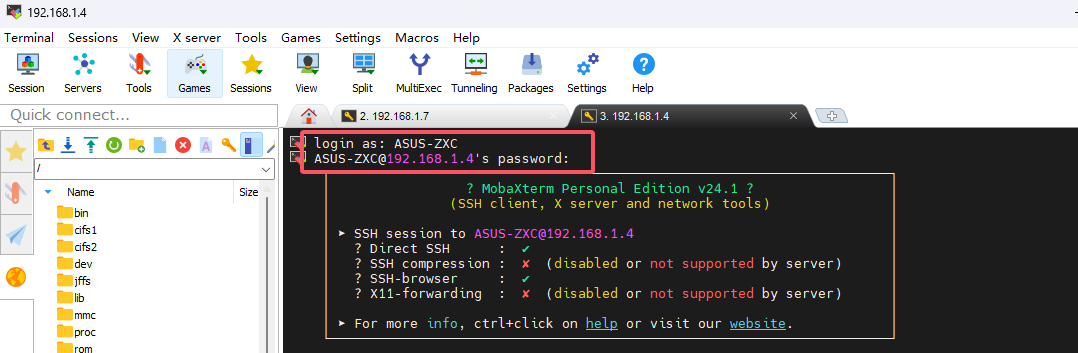 192.168.1.4
Terminal Sessions View X server Tools Games Settings Macros Help
Session Servers Tools Games Sessions View Split MultiExec Tunneling Packages Settings Help
Quick connect...
2. 192.168.1.7
3. 192.168.1.4
/
Name Size
bin
cifs1
cifs2
dev
jffs
lib
mmc
proc
rom
login as: ASUS-ZXC
ASUS-ZXC@192.168.1.4's password:
? MobaXterm Personal Edition v24.1 ?
(SSH client, X server and network tools)
➤ SSH session to ASUS-ZXC@192.168.1.4
? Direct SSH : ✔
? SSH compression : ✘ (disabled or not supported by server)
? SSH-browser : ✔
? X11-forwarding : ✘ (disabled or not supported by server)
➤ For more info, ctrl+click on help or visit our website.